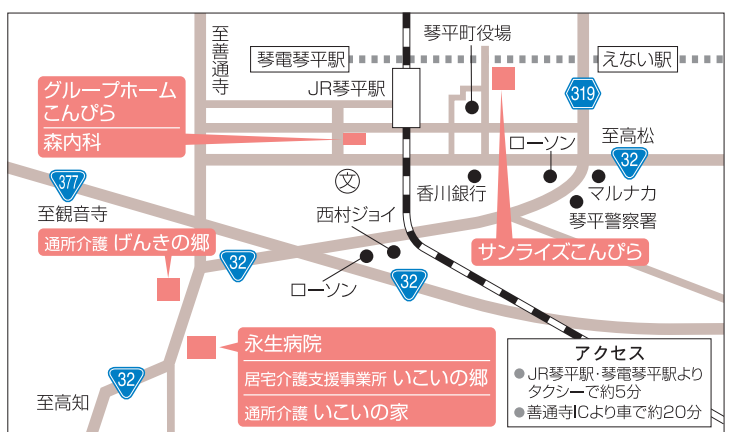 至善通寺
琴電琴平駅
JR琴平駅
琴平町役場
えない駅
319
グループホーム
こんぴら
森内科
ローソン
至高松
32
377
至観音寺
文
香川銀行
マルナカ
琴平警察署
西村ジョイ
サンライズこんぴら
通所介護 げんきの郷
32
ローソン
32
永生病院
居宅介護支援事業所 いこいの郷
通所介護 いこいの家
32
至高知
アクセス
●JR琴平駅・琴電琴平駅より
タクシーで約5分
●善通寺ICより車で約20分